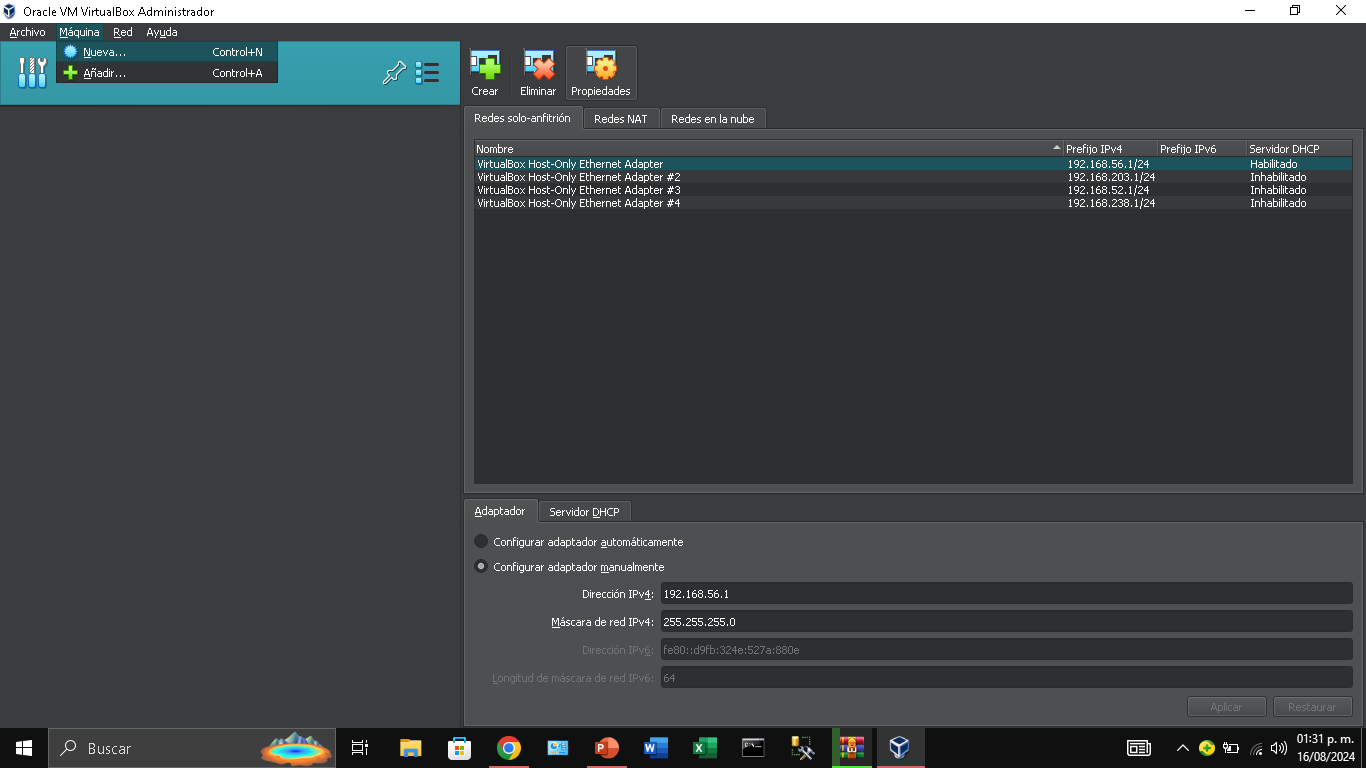 Oracle VM VirtualBox Administrador
Archivo Máquina Red Ayuda
Nueva... Control+N
Añadir... Control+A
Crear Eliminar Propiedades
Redes solo-anfitrión Redes NAT Redes en la nube
Nombre Prefijo IPv4 Prefijo IPv6 Servidor DHCP
VirtualBox Host-Only Ethernet Adapter 192.168.56.1/24 Habilitado
VirtualBox Host-Only Ethernet Adapter #2 192.168.203.1/24 Inhabilitado
VirtualBox Host-Only Ethernet Adapter #3 192.168.52.1/24 Inhabilitado
VirtualBox Host-Only Ethernet Adapter #4 192.168.238.1/24 Inhabilitado
Adaptador Servidor DHCP
Configurar adaptador automáticamente
Configurar adaptador manualmente
Dirección IPv4: 192.168.56.1
Máscara de red IPv4: 255.255.255.0
Dirección IPv6: fe80::d9fb:324e:527a:880e
Longitud de máscara de red IPv6: 64
Aplicar Restaurar
Buscar
01:31 p. m.
16/08/2024